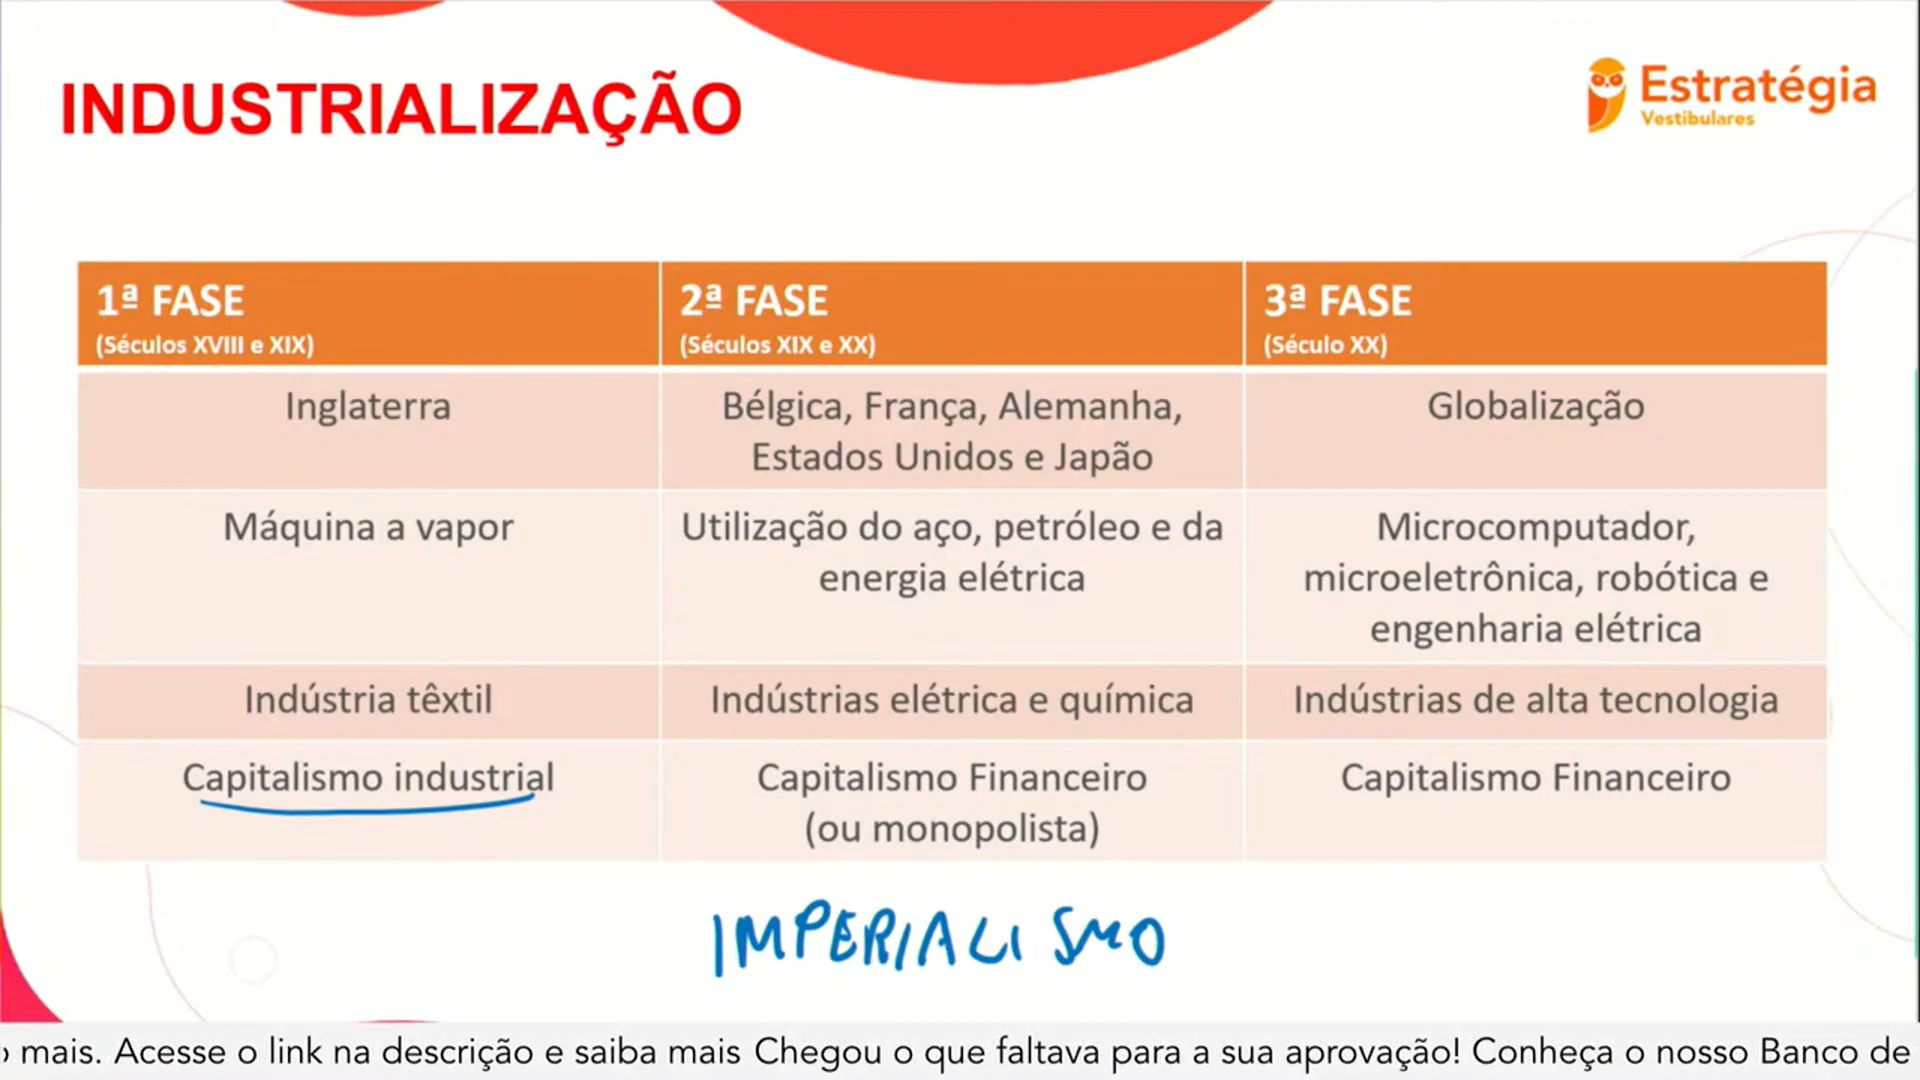 INDUSTRIALIZAÇÃO
Estratégia
Vestibulares
1ª FASE
(Séculos XVIII e XIX)
2ª FASE
(Séculos XIX e XX)
3ª FASE
(Século XX)
Inglaterra
Bélgica, França, Alemanha,
Estados Unidos e Japão
Globalização
Máquina a vapor
Utilização do aço, petróleo e da
energia elétrica
Microcomputador,
microeletrônica, robótica e
engenharia elétrica
Indústria têxtil
Indústrias elétrica e química
Indústrias de alta tecnologia
Capitalismo industrial
Capitalismo Financeiro
(ou monopolista)
Capitalismo Financeiro
IMPERIALISMO
mais. Acesse o link na descrição e saiba mais Chegou o que faltava para a sua aprovação! Conheça o nosso Banco de